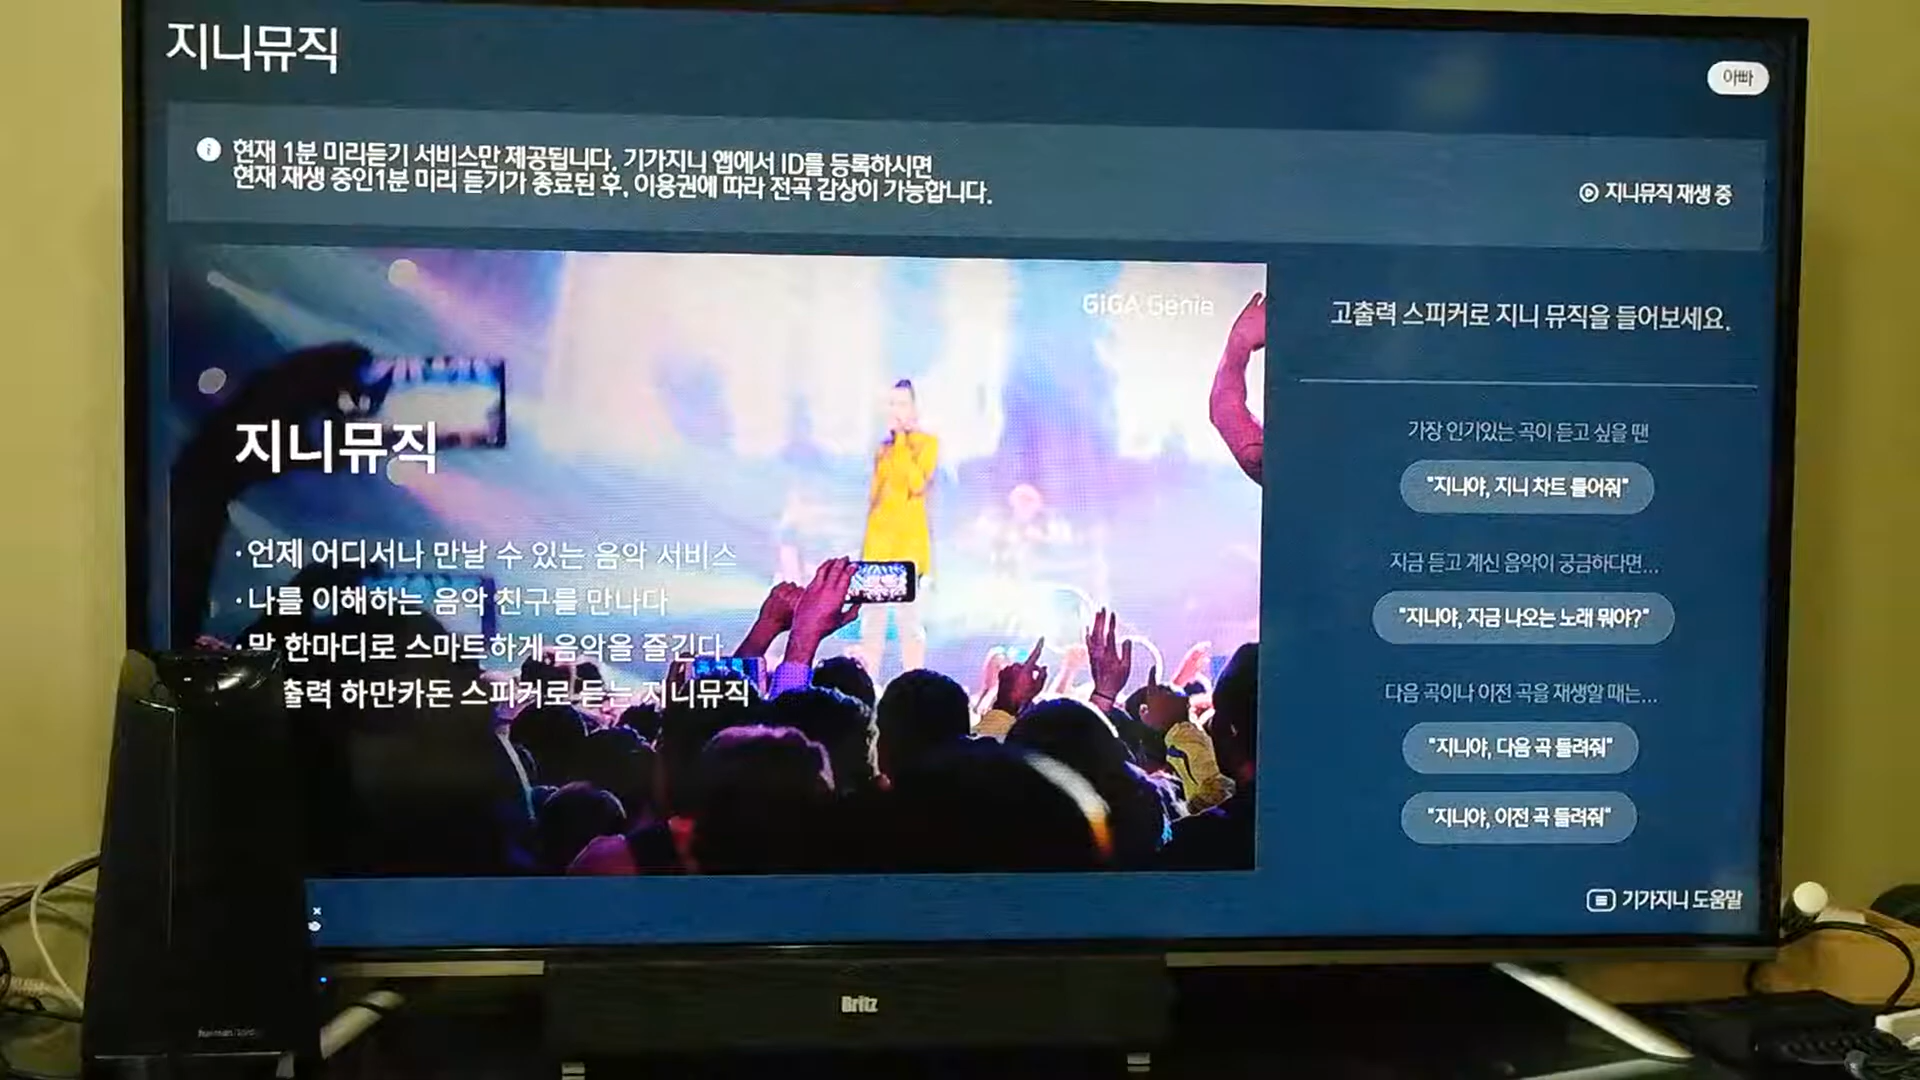 지니뮤직
아빠
현재 1분 미리듣기 서비스만 제공됩니다. 기가지니 앱에서 ID를 등록하시면
현재 재생 중인1분 미리 듣기가 종료된 후, 이용권에 따라 전곡 감상이 가능합니다.
지니뮤직 재생 중
GiGA Genie
지니뮤직
· 언제 어디서나 만날 수 있는 음악 서비스
· 나를 이해하는 음악 친구를 만나다
· 말 한마디로 스마트하게 음악을 즐긴다
출력 하만카돈 스피커로 듣는 지니뮤직
고출력 스피커로 지니 뮤직을 들어보세요.
가장 인기있는 곡이 듣고 싶을 땐
"지니야, 지니 차트 틀어줘"
지금 듣고 계신 음악이 궁금하다면...
"지니야, 지금 나오는 노래 뭐야?"
다음 곡이나 이전 곡을 재생할 때는...
"지니야, 다음 곡 들려줘"
"지니야, 이전 곡 들려줘"
기가지니 도움말
Britz